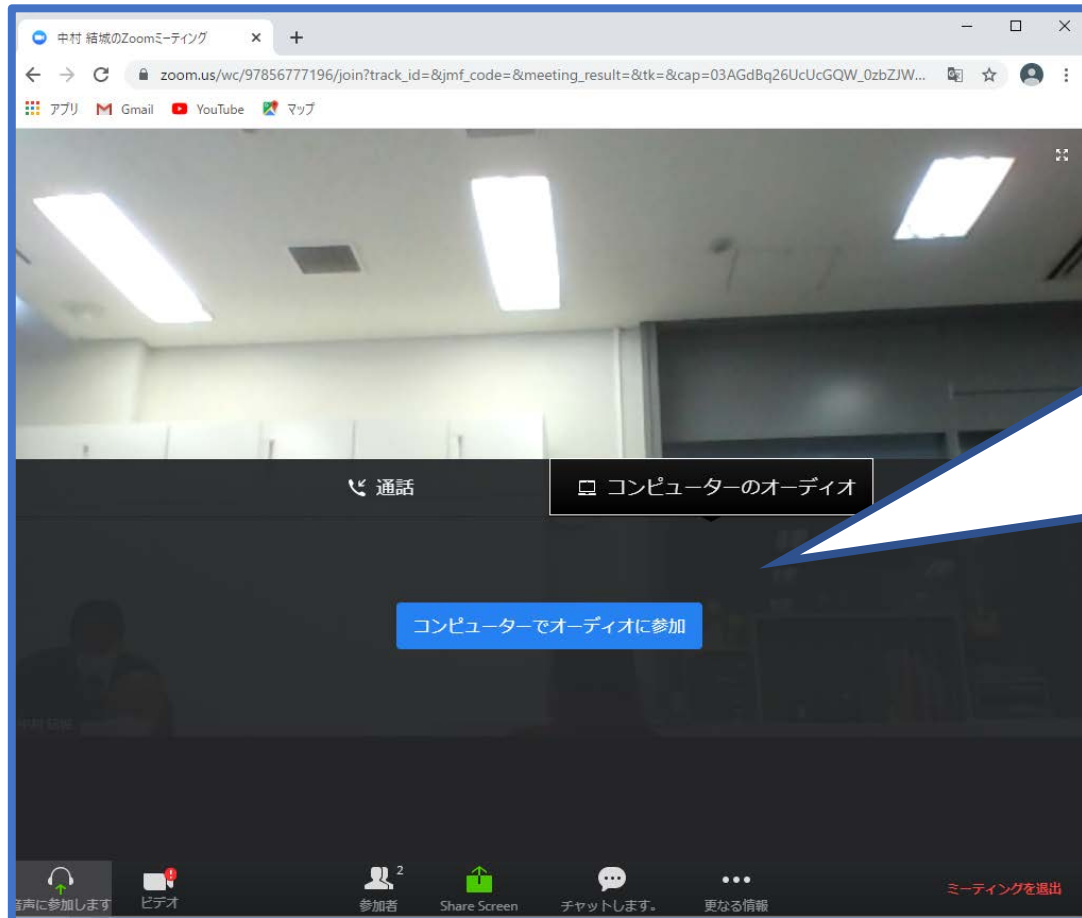 中村 結城のZoomミーティング
zoom.us/wc/97856777196/join?track_id=&jmf_code=&meeting_result=&tk=&cap=03AGdBq26UcUcGQW_0zbZJW...
アプリ Gmail YouTube マップ
通話 コンピューターのオーディオ
コンピューターでオーディオに参加
中村 結城
音声に参加します ビデオ 参加者 2 Share Screen チャットします。 更なる情報 ミーティングを退出